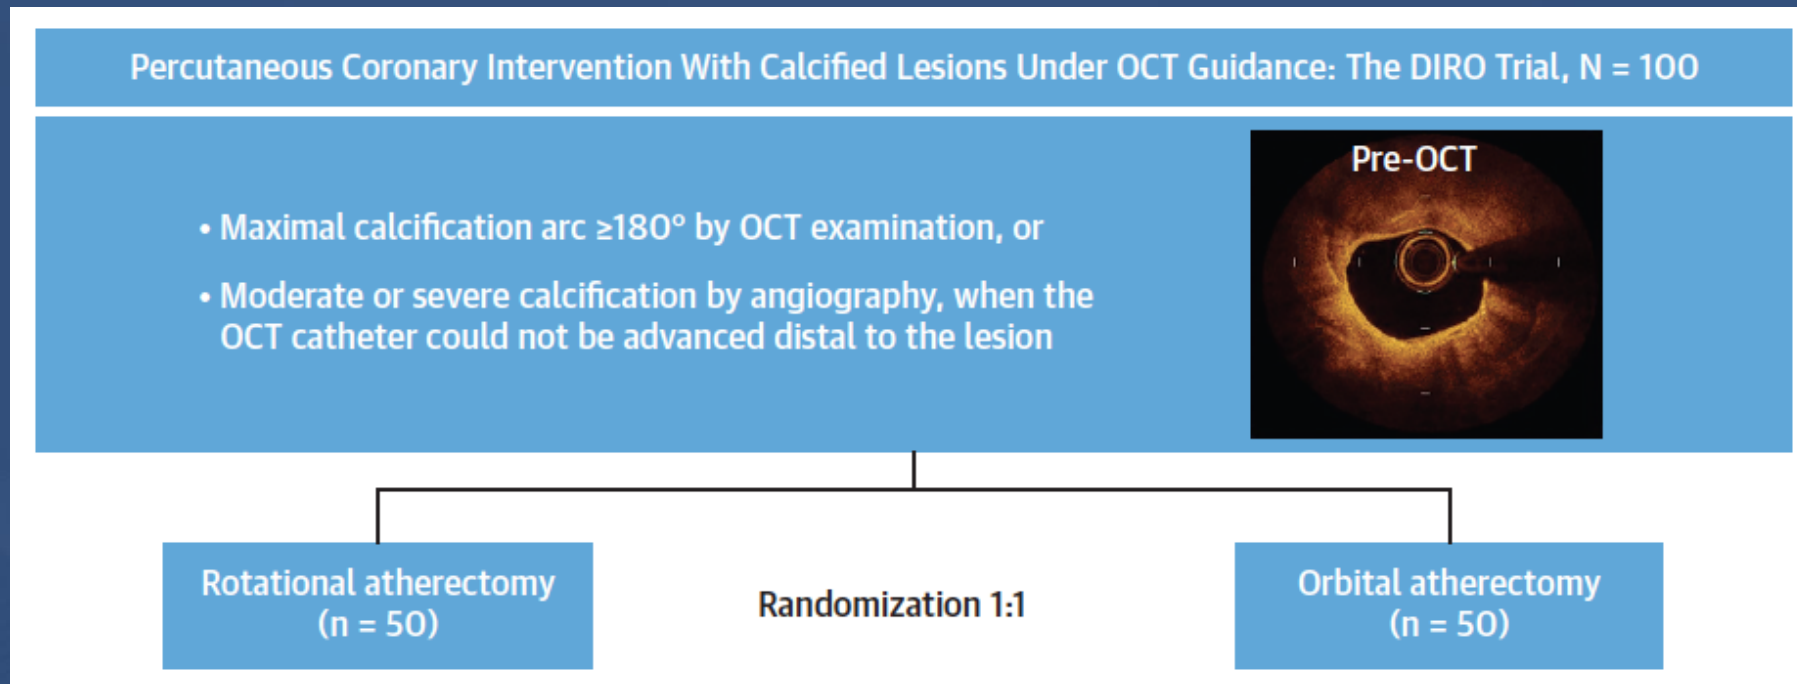 Percutaneous Coronary Intervention With Calcified Lesions Under OCT Guidance: The DIRO Trial, N = 100
Pre-OCT
• Maximal calcification arc ≥180° by OCT examination, or
• Moderate or severe calcification by angiography, when the
OCT catheter could not be advanced distal to the lesion
Rotational atherectomy
(n = 50)
Randomization 1:1
Orbital atherectomy
(n = 50)